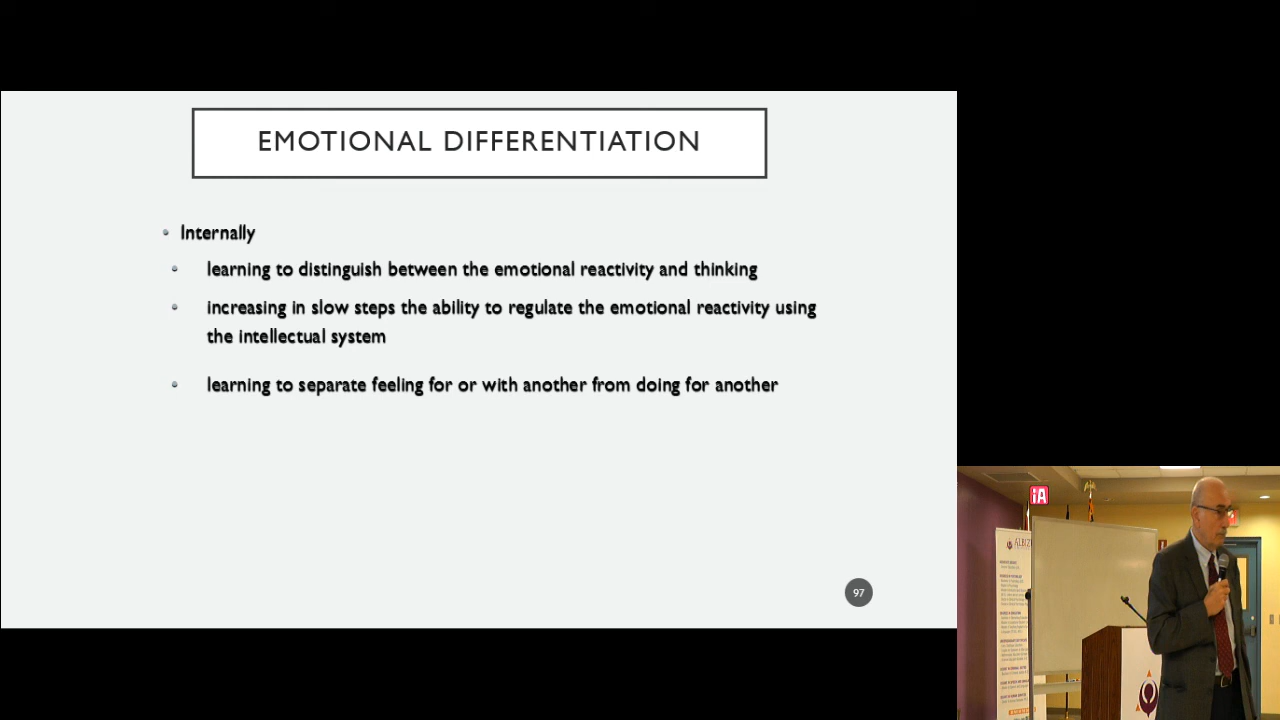 EMOTIONAL DIFFERENTIATION
• Internally
• learning to distinguish between the emotional reactivity and thinking
• increasing in slow steps the ability to regulate the emotional reactivity using
the intellectual system
• learning to separate feeling for or with another from doing for another
97
iA